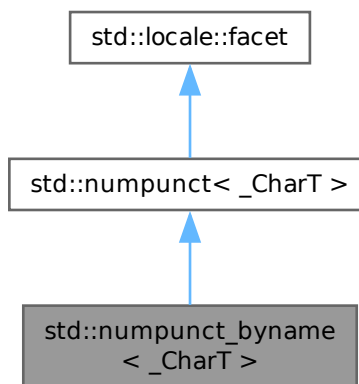 std::locale::facet
std::numpunct< _CharT >
std::numpunct_byname
< _CharT >